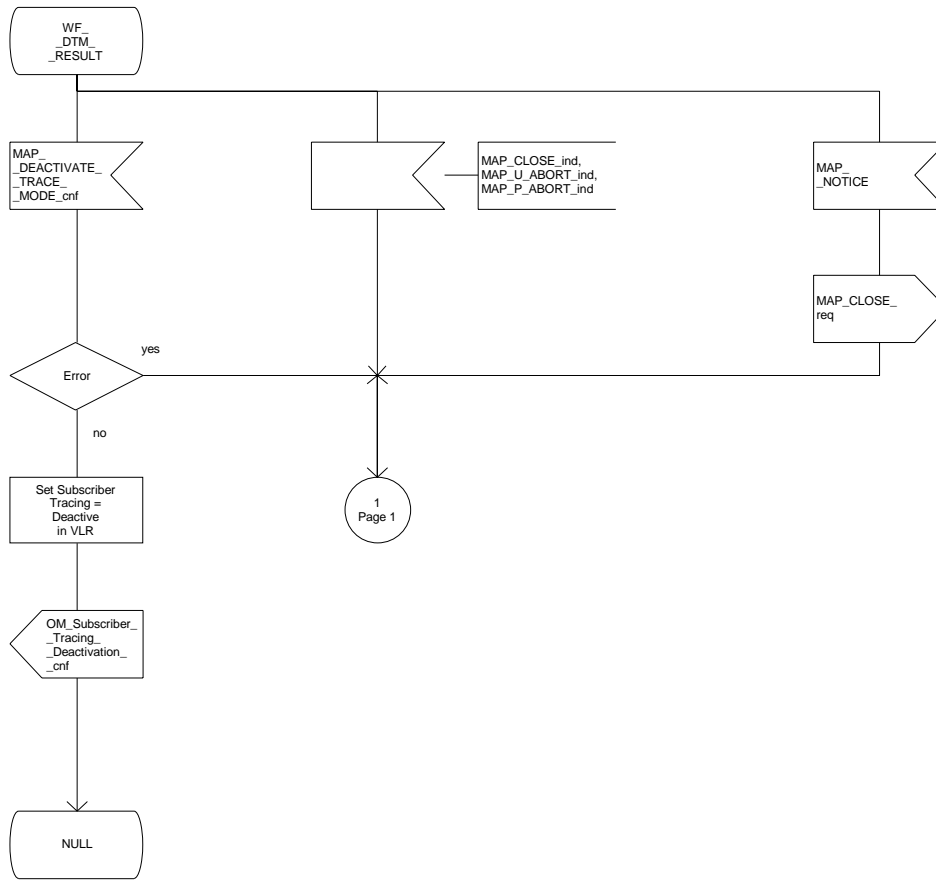 WF_
_DTM_
_RESULT
MAP_
_DEACTIVATE_
_TRACE_
_MODE_cnf
MAP_CLOSE_ind,
MAP_U_ABORT_ind,
MAP_P_ABORT_ind
MAP_
_NOTICE
MAP_CLOSE_
req
yes
Error
no
Set Subscriber
Tracing =
Deactive
in VLR
1
Page 1
OM_Subscriber_
_Tracing_
_Deactivation_
_cnf
NULL